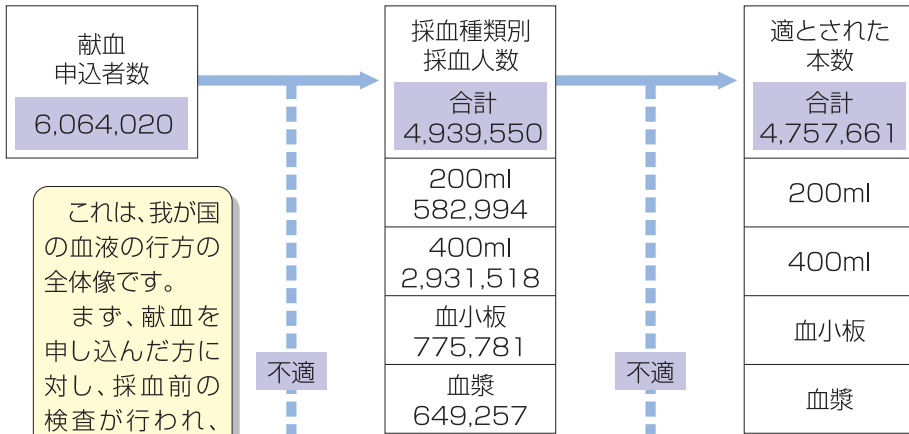 献血
申込者数
6,064,020
採血種類別
採血人数
合計
4,939,550
200ml
582,994
400ml
2,931,518
血小板
775,781
血漿
649,257
適とされた
本数
合計
4,757,661
200ml
400ml
血小板
血漿
不適
不適
これは、我が国
の血液の行方の
全体像です。
まず、献血を
申し込んだ方に
対し、採血前の
検査が行われ、